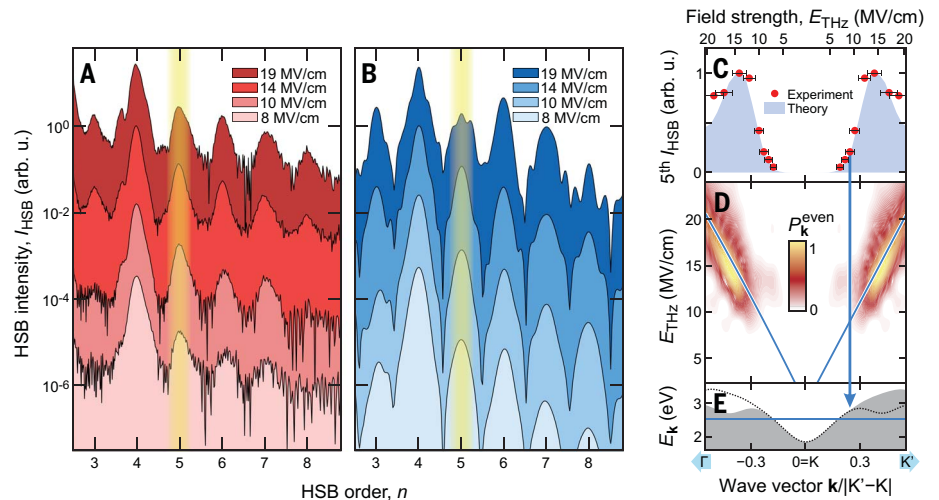 Field strength, E_THz (MV/cm)
20 15 10 5 5 10 15 20
A
19 MV/cm
14 MV/cm
10 MV/cm
8 MV/cm
B
19 MV/cm
14 MV/cm
10 MV/cm
8 MV/cm
C
Experiment
Theory
1
0
5th I_HSB (arb. u.)
HSB intensity, I_HSB (arb. u.)
10^0
10^-2
10^-4
10^-6
D
P_k^even
1
0
20
15
10
5
E_THz (MV/cm)
E
3
2
E_k (eV)
3 4 5 6 7 8
3 4 5 6 7 8
Γ −0.3 0=K 0.3 K'
HSB order, n
Wave vector k/|K'−K|